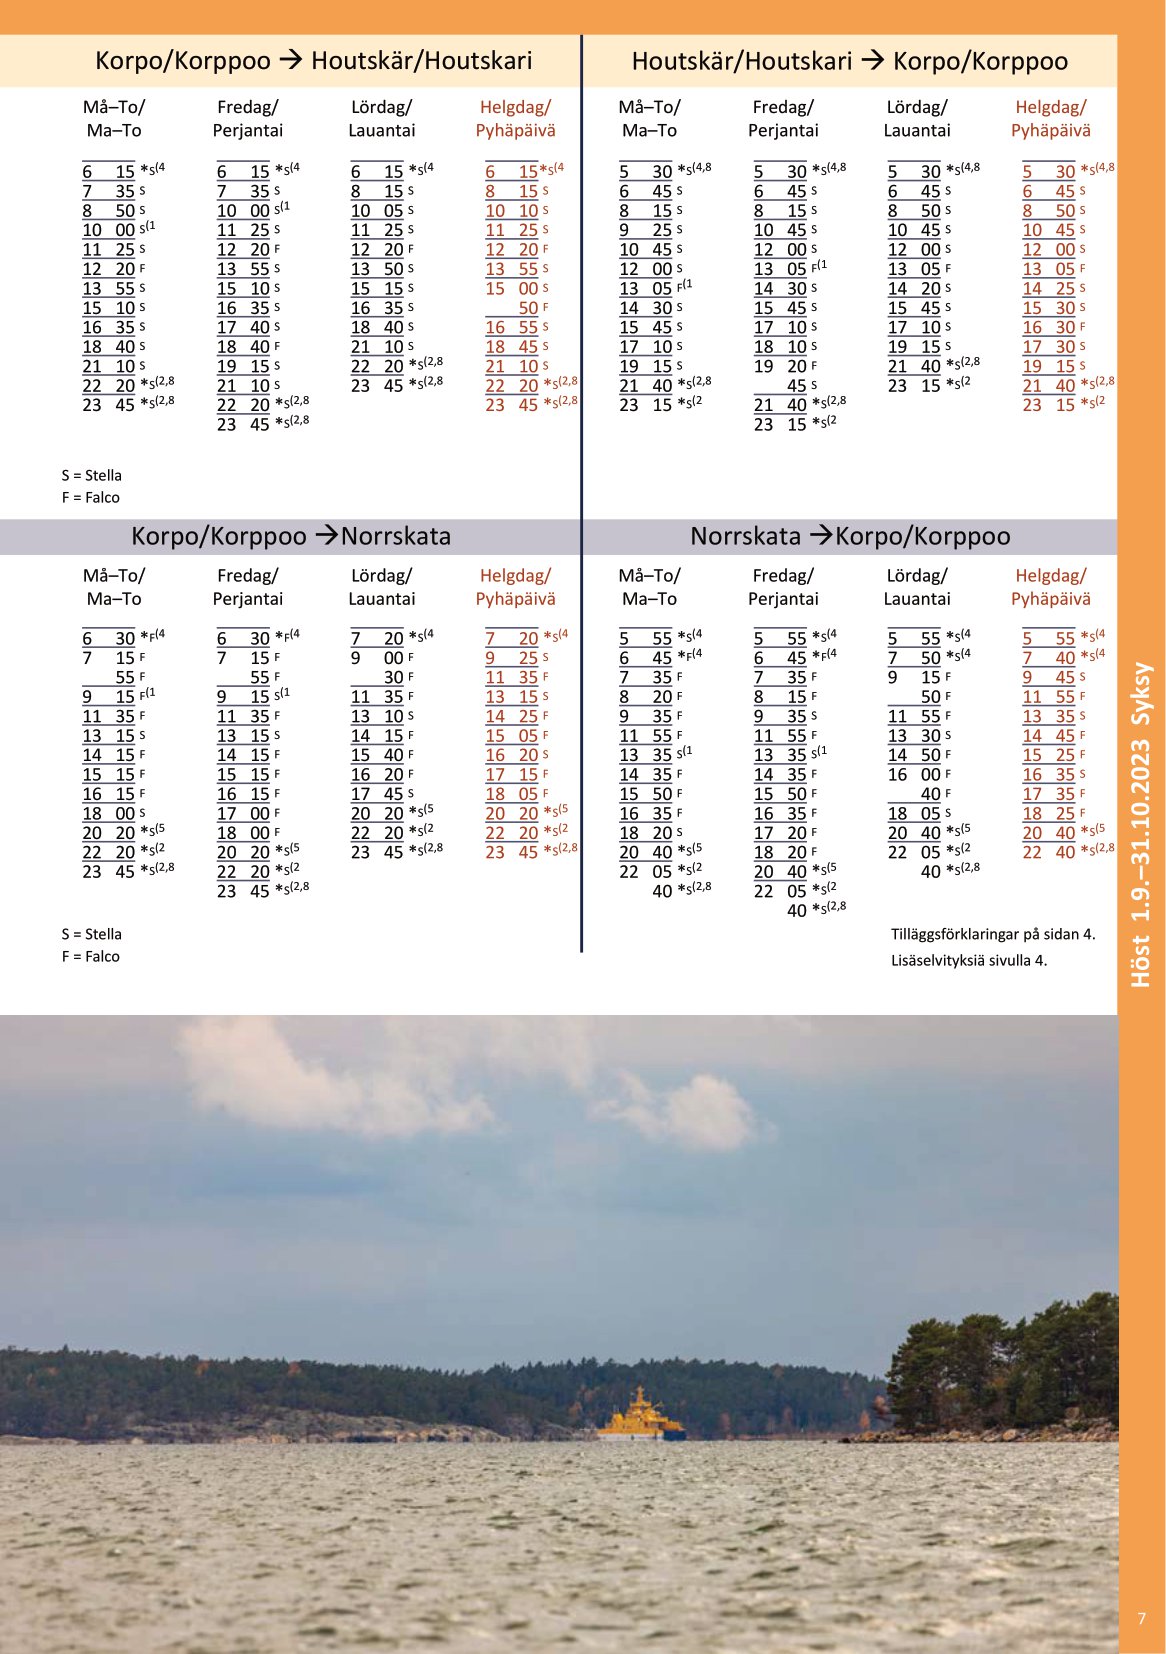 Korpo/Korppoo → Houtskär/Houtskari
Må–To/ Fredag/ Lördag/ Helgdag/
Ma–To Perjantai Lauantai Pyhäpäivä
6 15 *S(4 6 15 *S(4 6 15 *S(4 6 15*S(4
7 35 S 7 35 S 8 15 S 8 15 S
8 50 S 10 00 S(1 10 05 S 10 10 S
10 00 S(1 11 25 S 11 25 S 11 25 S
11 25 S 12 20 F 12 20 F 12 20 F
12 20 F 13 55 S 13 50 S 13 55 S
13 55 S 15 10 S 15 15 S 15 00 S
15 10 S 16 35 S 16 35 S 50 F
16 35 S 17 40 S 18 40 S 16 55 S
18 40 S 18 40 F 21 10 S 18 45 S
21 10 S 19 15 S 22 20 *S(2,8 21 10 S
22 20 *S(2,8 21 10 S 23 45 *S(2,8 22 20 *S(2,8
23 45 *S(2,8 22 20 *S(2,8 23 45 *S(2,8
23 45 *S(2,8
S = Stella
F = Falco
Houtskär/Houtskari → Korpo/Korppoo
Må–To/ Fredag/ Lördag/ Helgdag/
Ma–To Perjantai Lauantai Pyhäpäivä
5 30 *S(4,8 5 30 *S(4,8 5 30 *S(4,8 5 30 *S(4,8
6 45 S 6 45 S 6 45 S 6 45 S
8 15 S 8 15 S 8 50 S 8 50 S
9 25 S 10 45 S 10 45 S 10 45 S
10 45 S 12 00 S 12 00 S 12 00 S
12 00 S 13 05 F(1 13 05 F 13 05 F
13 05 F(1 14 30 S 14 20 S 14 25 S
14 30 S 15 45 S 15 45 S 15 30 S
15 45 S 17 10 S 17 10 S 16 30 F
17 10 S 18 10 S 19 15 S 17 30 S
19 15 S 19 20 F 21 40 *S(2,8 19 15 S
21 40 *S(2,8 45 S 23 15 *S(2 21 40 *S(2,8
23 15 *S(2 21 40 *S(2,8 23 15 *S(2
23 15 *S(2
Korpo/Korppoo →Norrskata
Må–To/ Fredag/ Lördag/ Helgdag/
Ma–To Perjantai Lauantai Pyhäpäivä
6 30 *F(4 6 30 *F(4 7 20 *S(4 7 20 *S(4
7 15 F 7 15 F 9 00 F 9 25 S
55 F 55 F 30 F 11 35 F
9 15 F(1 9 15 S(1 11 35 F 13 15 S
11 35 F 11 35 F 13 10 S 14 25 F
13 15 S 13 15 S 14 15 F 15 05 F
14 15 F 14 15 F 15 40 F 16 20 S
15 15 F 15 15 F 16 20 F 17 15 F
16 15 F 16 15 F 17 45 S 18 05 F
18 00 S 17 00 F 20 20 *S(5 20 20 *S(5
20 20 *S(5 18 00 F 22 20 *S(2 22 20 *S(2
22 20 *S(2 20 20 *S(5 23 45 *S(2,8 23 45 *S(2,8
23 45 *S(2,8 22 20 *S(2
23 45 *S(2,8
S = Stella
F = Falco
Norrskata →Korpo/Korppoo
Må–To/ Fredag/ Lördag/ Helgdag/
Ma–To Perjantai Lauantai Pyhäpäivä
5 55 *S(4 5 55 *S(4 5 55 *S(4 5 55 *S(4
6 45 *F(4 6 45 *F(4 7 50 *S(4 7 40 *S(4
7 35 F 7 35 F 9 15 F 9 45 S
8 20 F 8 15 F 50 F 11 55 F
9 35 F 9 35 S 11 55 F 13 35 S
11 55 F 11 55 F 13 30 S 14 45 F
13 35 S(1 13 35 S(1 14 50 F 15 25 F
14 35 F 14 35 F 16 00 F 16 35 S
15 50 F 15 50 F 40 F 17 35 F
16 35 F 16 35 F 18 05 S 18 25 F
18 20 S 17 20 F 20 40 *S(5 20 40 *S(5
20 40 *S(5 18 20 F 22 05 *S(2 22 40 *S(2,8
22 05 *S(2 20 40 *S(5 40 *S(2,8
40 *S(2,8 22 05 *S(2
40 *S(2,8
Tilläggsförklaringar på sidan 4.
Lisäselvityksiä sivulla 4.
Höst 1.9.–31.10.2023 Syksy
7